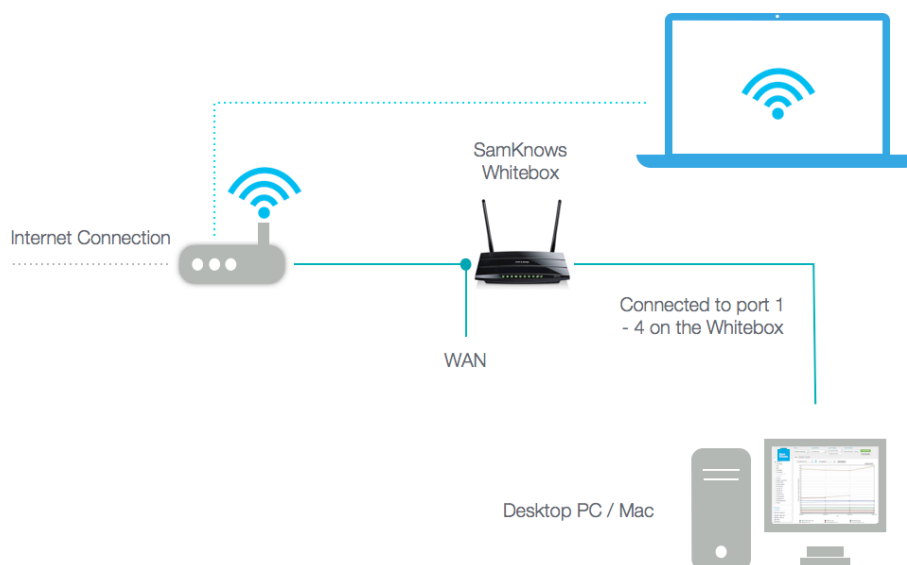 SamKnows
Whitebox
Internet Connection
Connected to port 1
- 4 on the Whitebox
WAN
Desktop PC / Mac